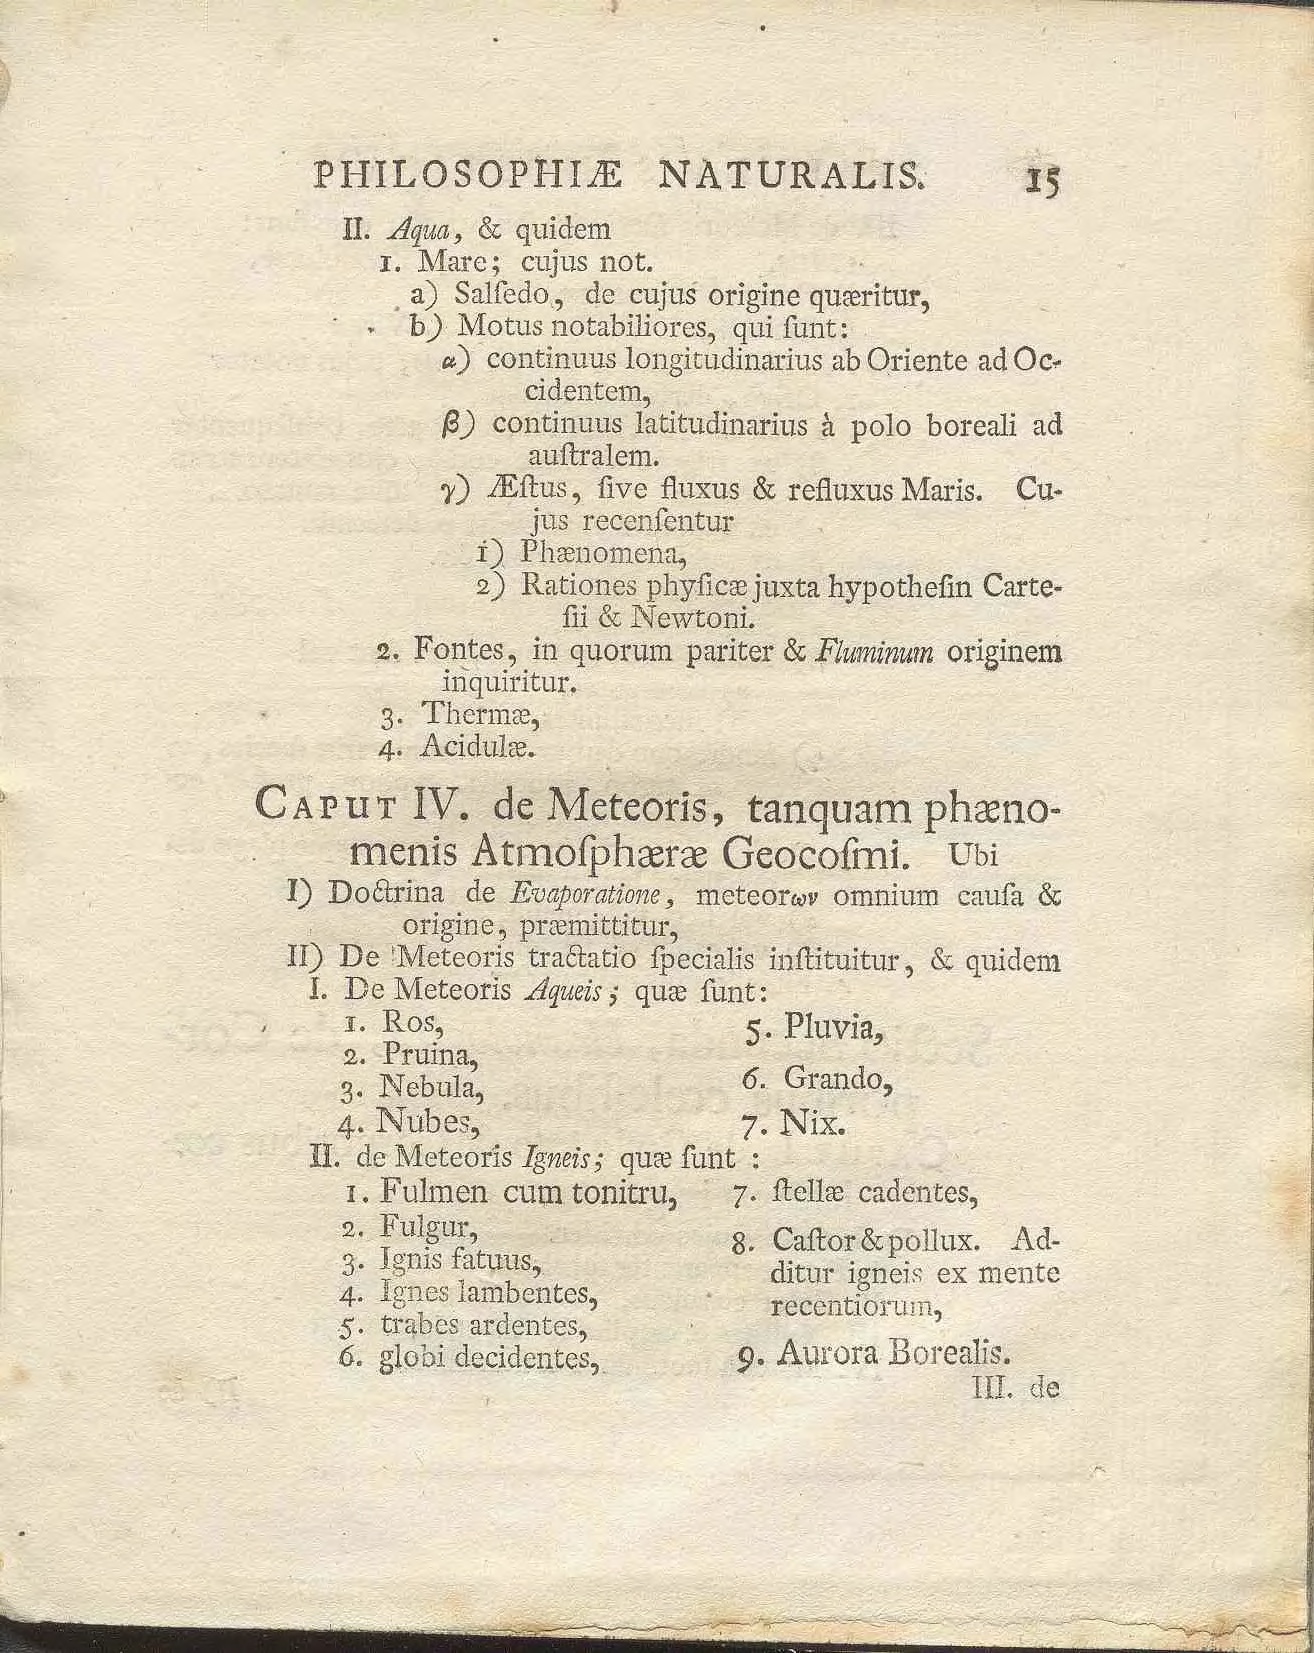 PHILOSOPHIÆ NATURALIS. 15
II. Aqua, & quidem
1. Mare; cujus not.
a) Salſedo, de cujus origine quæritur,
b) Motus notabiliores, qui ſunt:
α) continuus longitudinarius ab Oriente ad Oc-
cidentem,
β) continuus latitudinarius à polo boreali ad
auſtralem.
γ) Æſtus, ſive fluxus & refluxus Maris. Cu-
jus recenſentur
1) Phænomena,
2) Rationes phyſicæ juxta hypotheſin Carte-
ſii & Newtoni.
2. Fontes, in quorum pariter & Fluminum originem
inquiritur.
3. Thermæ,
4. Acidulæ.
CAPUT IV. de Meteoris, tanquam phæno-
menis Atmoſphæræ Geocoſmi. Ubi
I) Doctrina de Evaporatione, meteorων omnium cauſa &
origine, præmittitur,
II) De Meteoris tractatio ſpecialis inſtituitur, & quidem
I. De Meteoris Aqueis; quæ ſunt:
1. Ros,
2. Pruina,
3. Nebula,
4. Nubes,
5. Pluvia,
6. Grando,
7. Nix.
II. de Meteoris Igneis; quæ ſunt :
1. Fulmen cum tonitru,
2. Fulgur,
3. Ignis fatuus,
4. Ignes lambentes,
5. trabes ardentes,
6. globi decidentes,
7. ſtellæ cadentes,
8. Caſtor & pollux. Ad-
ditur igneis ex mente
recentiorum,
9. Aurora Borealis.
III. de